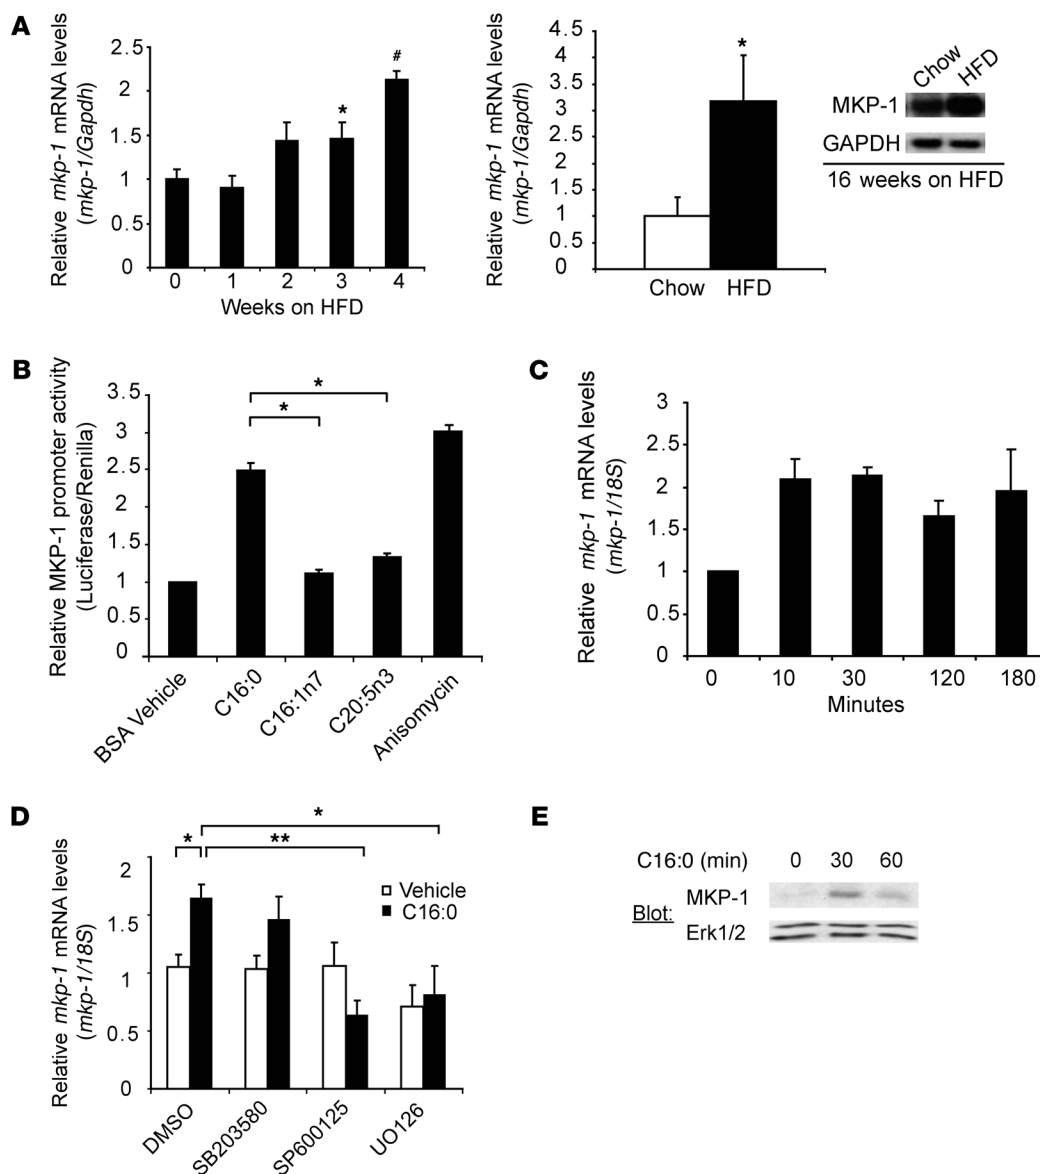 A
Relative mkp-1 mRNA levels
(mkp-1/Gapdh)
2.5
2
1.5
1
0.5
0
#
*
0 1 2 3 4
Weeks on HFD
Relative mkp-1 mRNA levels
(mkp-1/Gapdh)
4.5
4
3.5
3
2.5
2
1.5
1
0.5
0
*
Chow HFD
Chow HFD
MKP-1
GAPDH
16 weeks on HFD
B
Relative MKP-1 promoter activity
(Luciferase/Renilla)
3.5
3
2.5
2
1.5
1
0.5
0
*
*
BSA Vehicle
C16:0
C16:1n7
C20:5n3
Anisomycin
C
Relative mkp-1 mRNA levels
(mkp-1/18S)
3
2.5
2
1.5
1
0.5
0
0 10 30 120 180
Minutes
D
Relative mkp-1 mRNA levels
(mkp-1/18S)
2
1.5
1
0.5
0
*
* **
Vehicle
C16:0
DMSO
SB203580
SP600125
UO126
E
C16:0 (min) 0 30 60
MKP-1
Blot:
Erk1/2